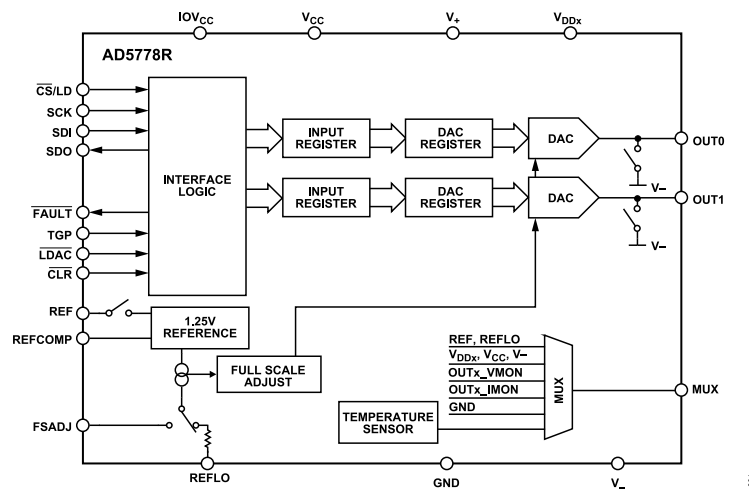 IOVCC
VCC
V+
VDDx
AD5778R
CS/LD
SCK
SDI
SDO
FAULT
TGP
LDAC
CLR
INTERFACE
LOGIC
INPUT
REGISTER
DAC
REGISTER
DAC
OUT0
V–
INPUT
REGISTER
DAC
REGISTER
DAC
OUT1
V–
REF
REFCOMP
1.25V
REFERENCE
FULL SCALE
ADJUST
FSADJ
REFLO
REF, REFLO
VDDx, VCC, V–
OUTx_VMON
OUTx_IMON
GND
TEMPERATURE
SENSOR
MUX
MUX
GND
V–